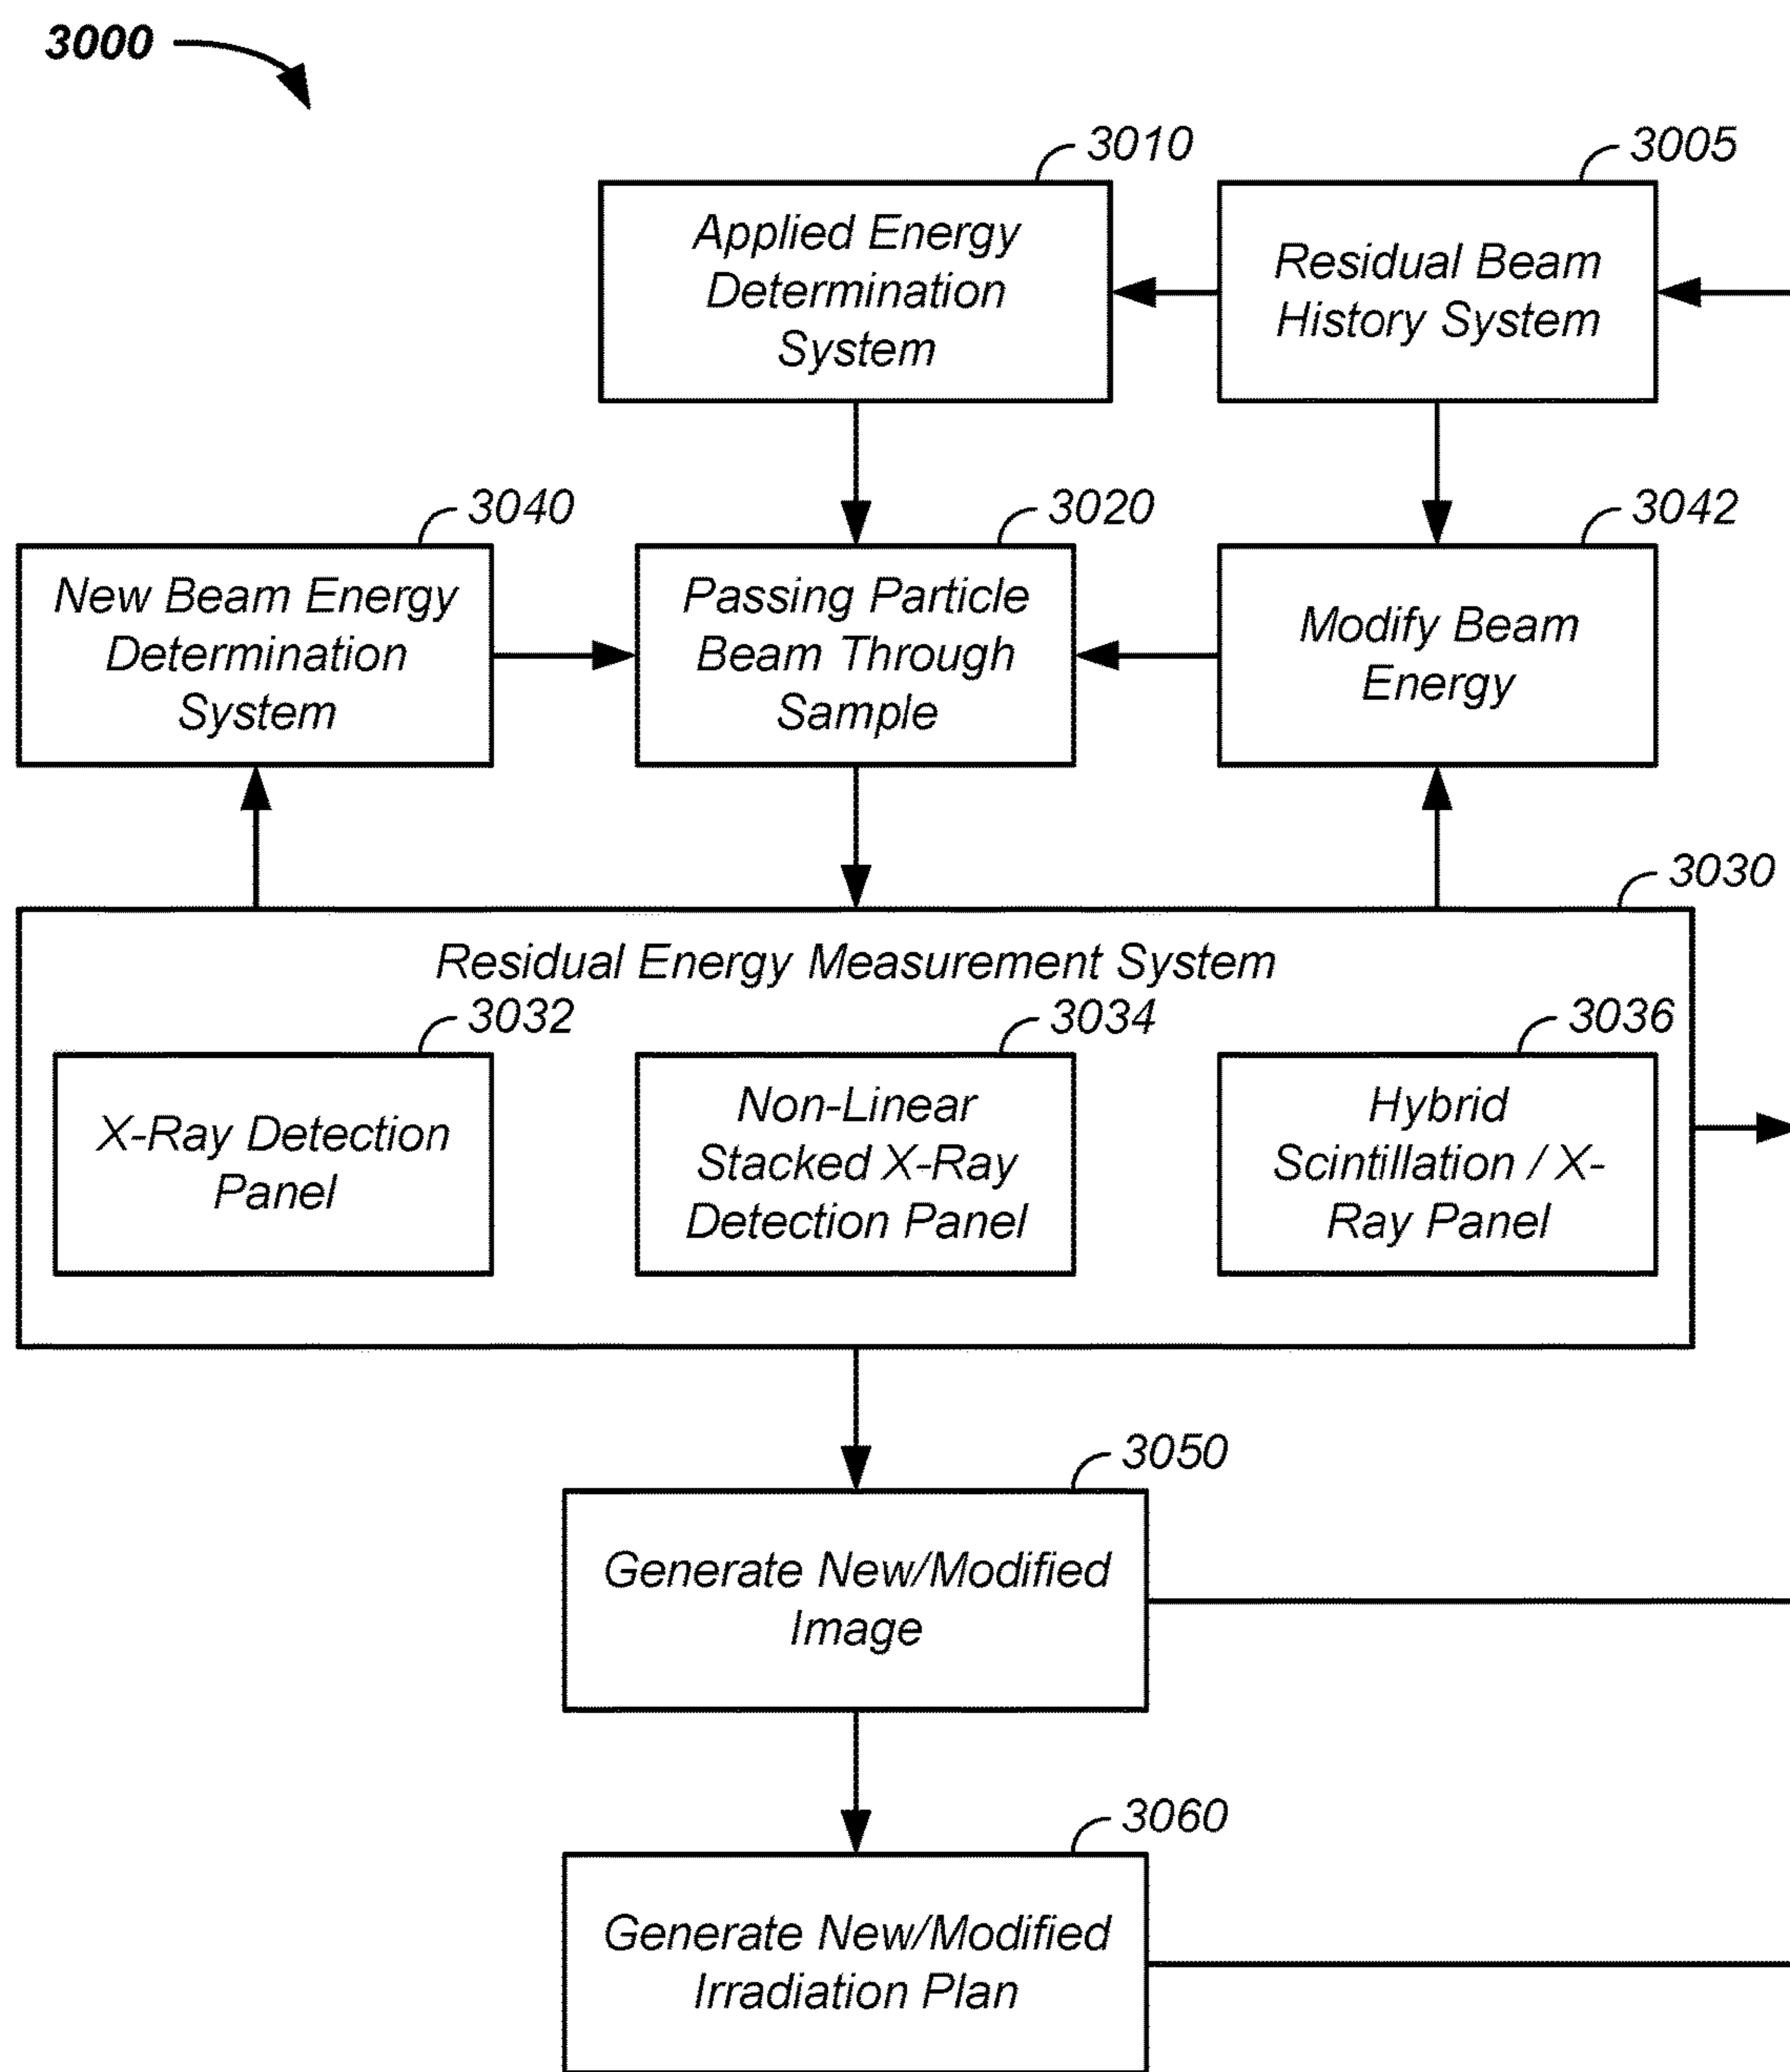 3000
3010
3005
Applied Energy
Determination
System
Residual Beam
History System
3040
3020
3042
New Beam Energy
Determination
System
Passing Particle
Beam Through
Sample
Modify Beam
Energy
3030
Residual Energy Measurement System
3032
3034
3036
X-Ray Detection
Panel
Non-Linear
Stacked X-Ray
Detection Panel
Hybrid
Scintillation / X-
Ray Panel
3050
Generate New/Modified
Image
3060
Generate New/Modified
Irradiation Plan